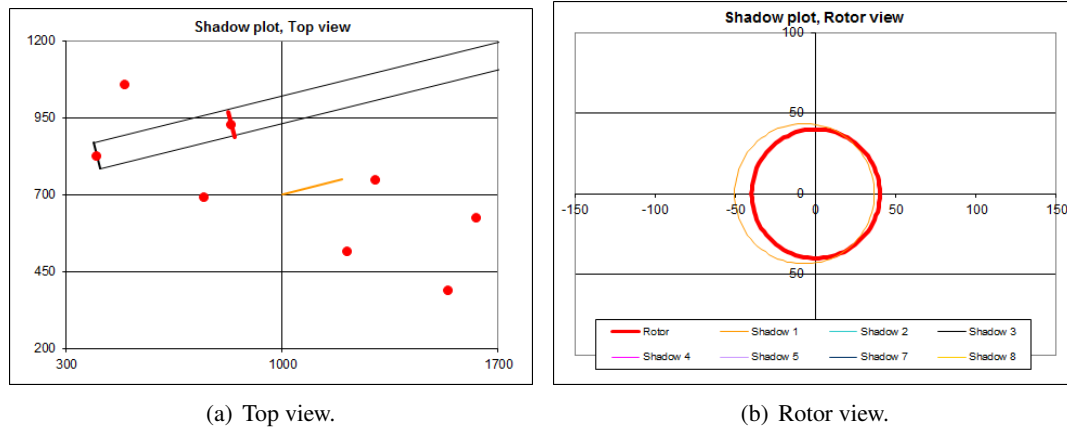 Shadow plot, Top view
1200
950
700
450
200
300
1000
1700
Shadow plot, Rotor view
100
50
0
50
-150
-100
-50
0
50
100
150
Rotor
Shadow 1
Shadow 2
Shadow 3
Shadow 4
Shadow 5
Shadow 7
Shadow 8
(a) Top view.
(b) Rotor view.